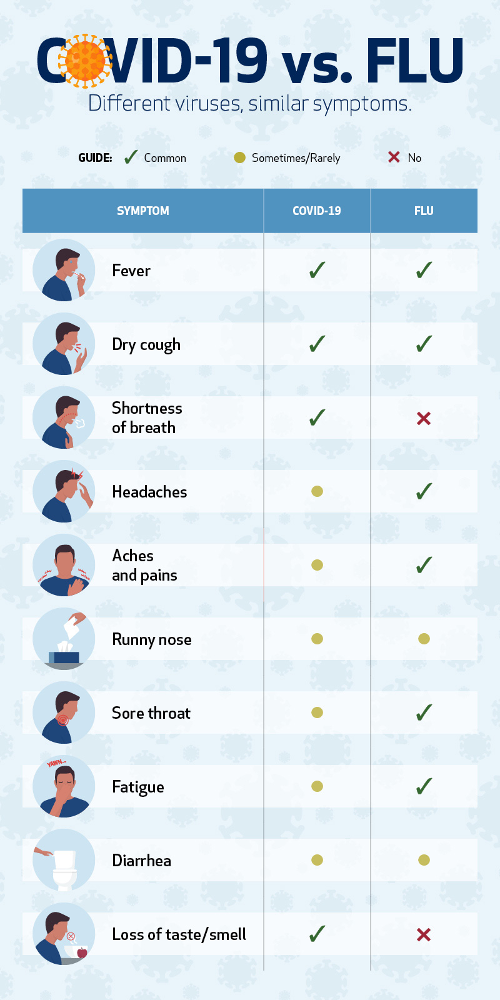 COVID-19 vs. FLU
Different viruses, similar symptoms.
GUIDE: ✓ Common ● Sometimes/Rarely ✕ No
SYMPTOM COVID-19 FLU
Fever ✓ ✓
Dry cough ✓ ✓
Shortness
of breath ✓ ✕
Headaches ● ✓
Aches
and pains ● ✓
Runny nose ● ●
Sore throat ● ✓
YAWN...
Fatigue ● ✓
Diarrhea ● ●
Loss of taste/smell ✓ ✕